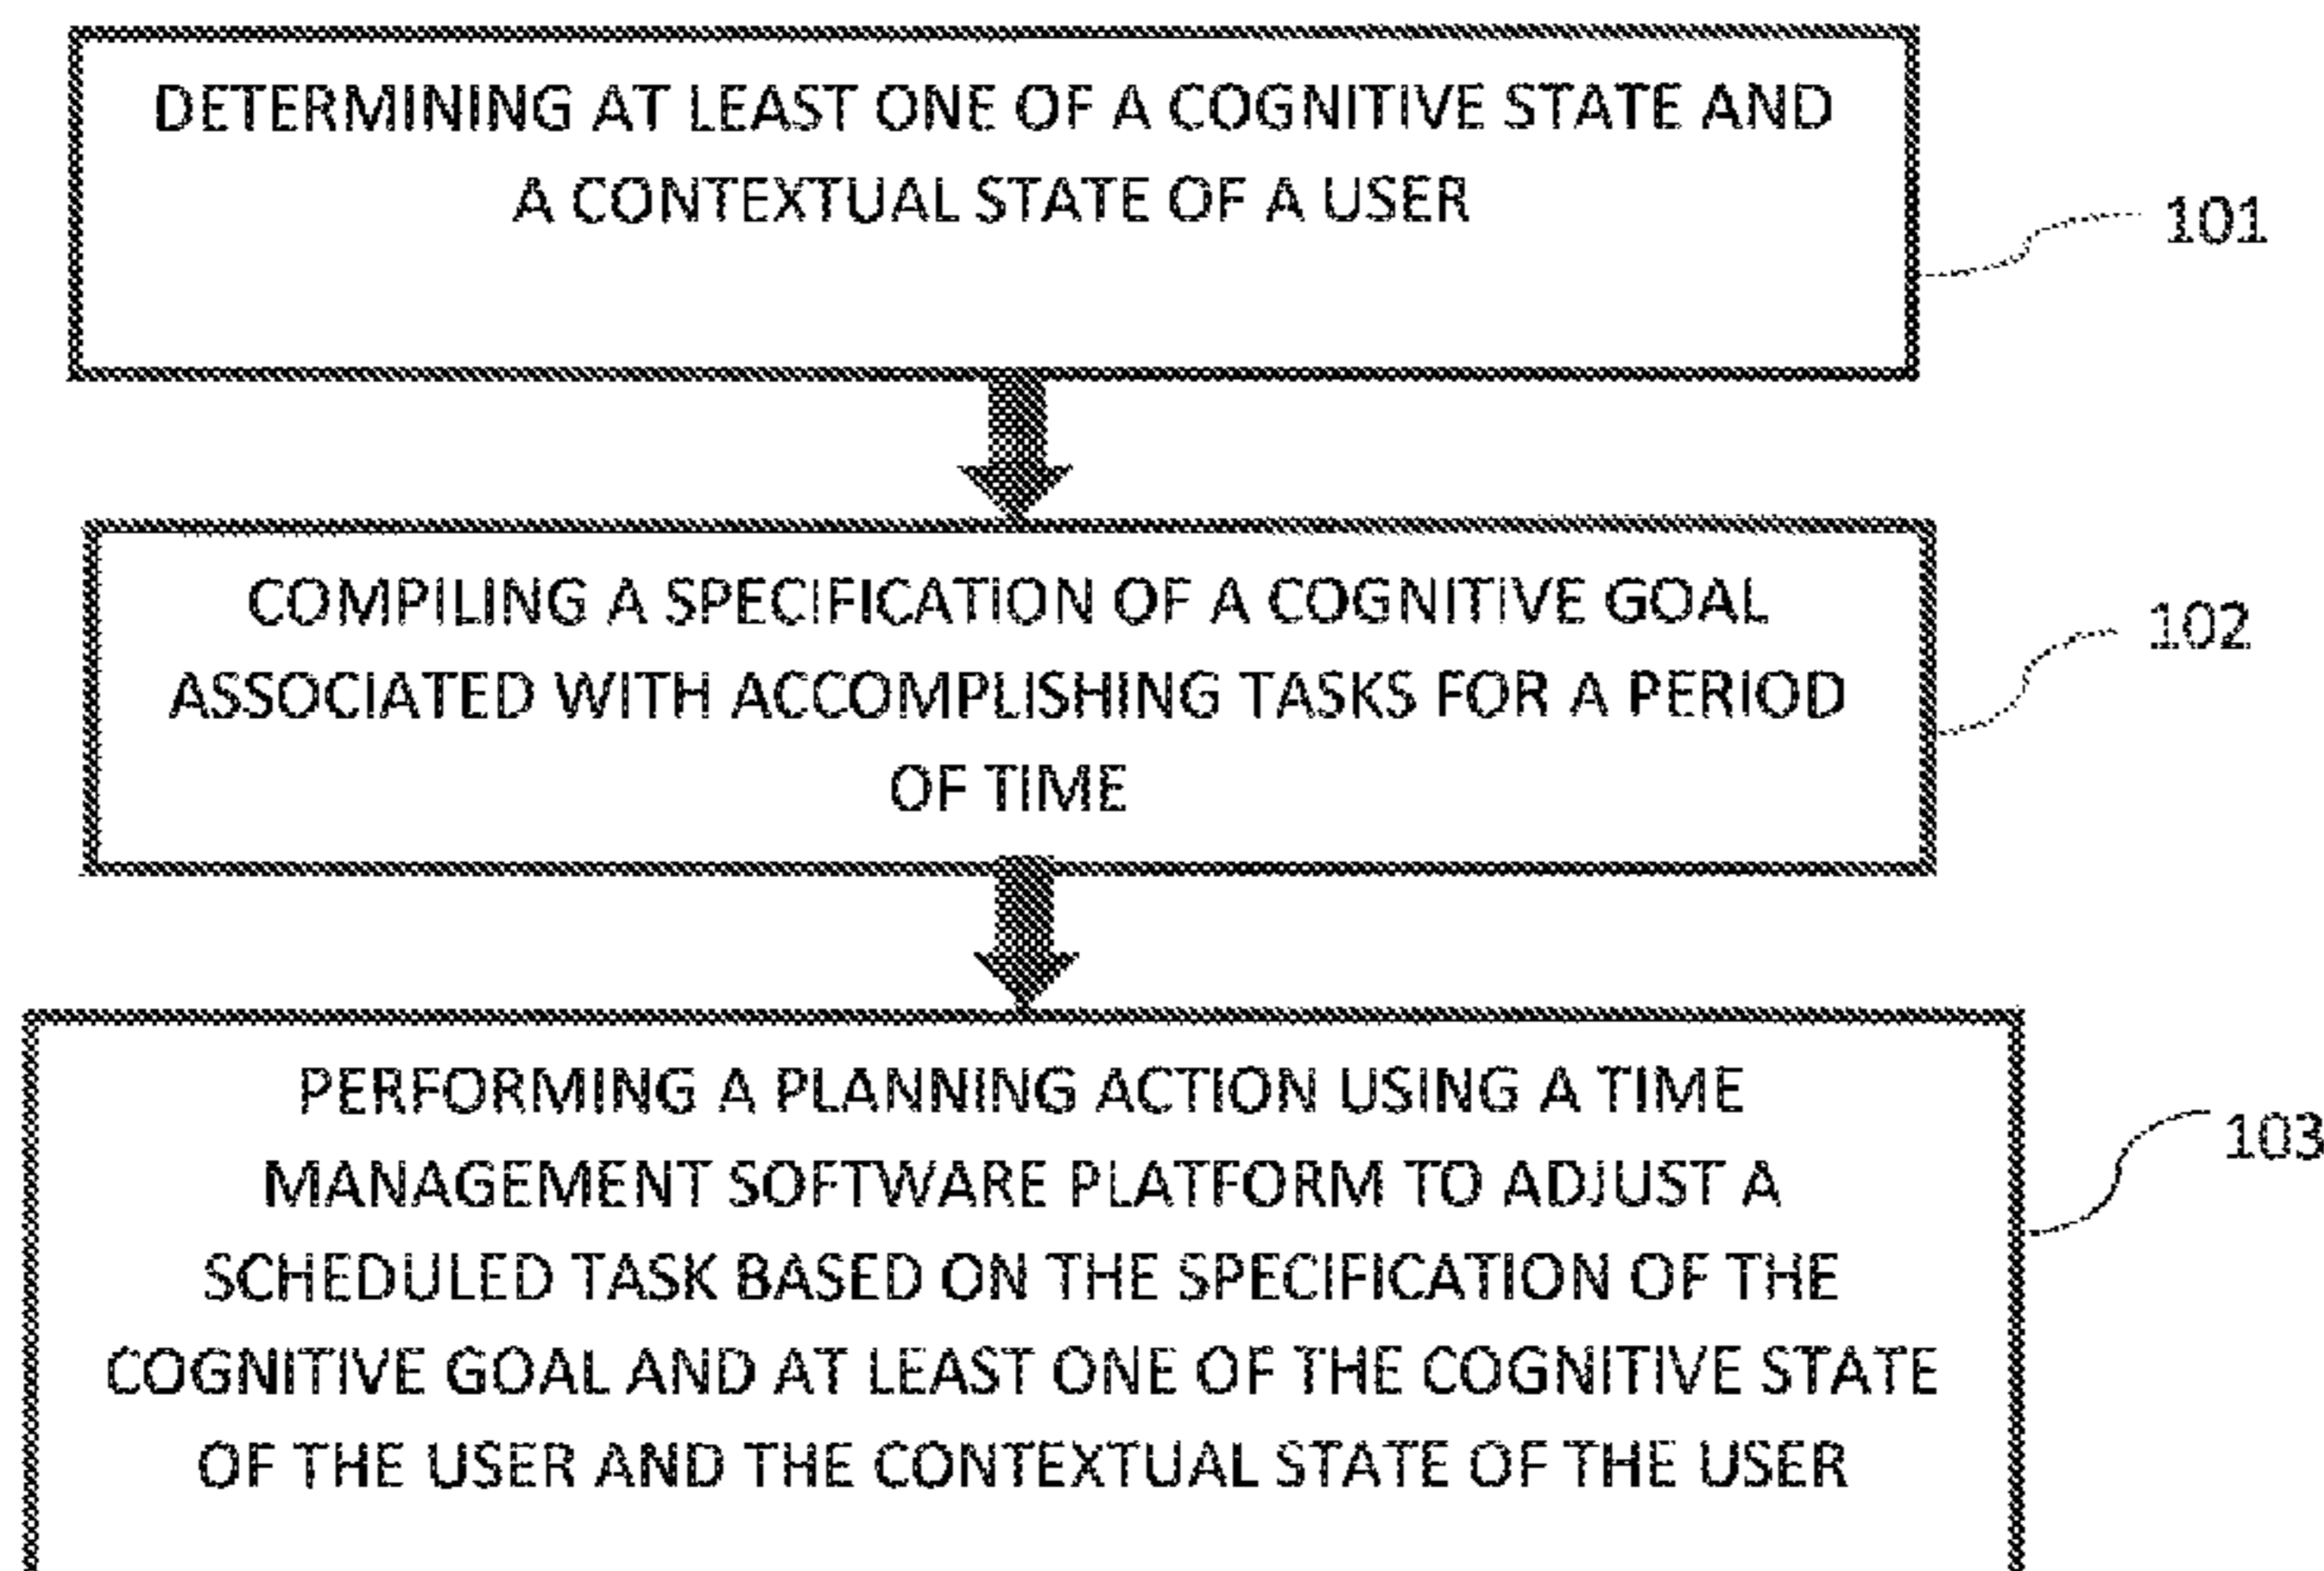 DETERMINING AT LEAST ONE OF A COGNITIVE STATE AND
A CONTEXTUAL STATE OF A USER
101
COMPILING A SPECIFICATION OF A COGNITIVE GOAL
ASSOCIATED WITH ACCOMPLISHING TASKS FOR A PERIOD
OF TIME
102
PERFORMING A PLANNING ACTION USING A TIME
MANAGEMENT SOFTWARE PLATFORM TO ADJUST A
SCHEDULED TASK BASED ON THE SPECIFICATION OF THE
COGNITIVE GOAL AND AT LEAST ONE OF THE COGNITIVE STATE
OF THE USER AND THE CONTEXTUAL STATE OF THE USER
103